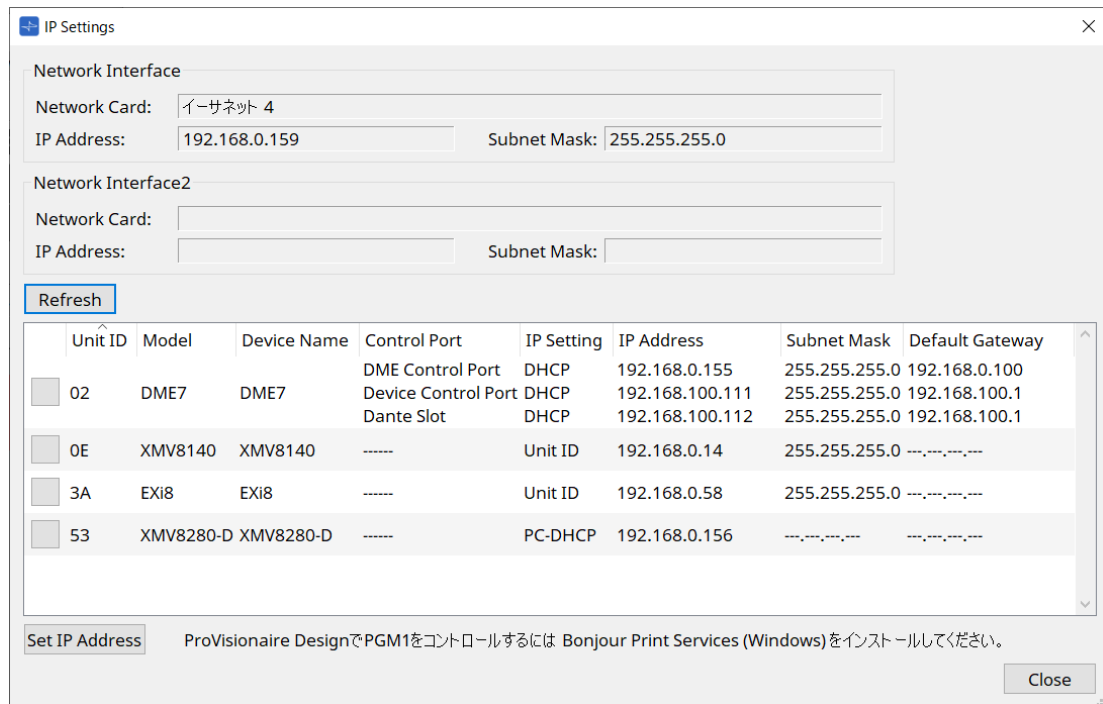 IP Settings
Network Interface
Network Card: イーサネット 4
IP Address: 192.168.0.159 Subnet Mask: 255.255.255.0
Network Interface2
Network Card:
IP Address: Subnet Mask:
Refresh
Unit ID Model Device Name Control Port IP Setting IP Address Subnet Mask Default Gateway
DME Control Port DHCP 192.168.0.155 255.255.255.0 192.168.0.100
02 DME7 DME7 Device Control Port DHCP 192.168.100.111 255.255.255.0 192.168.100.1
Dante Slot DHCP 192.168.100.112 255.255.255.0 192.168.100.1
0E XMV8140 XMV8140 ------ Unit ID 192.168.0.14 255.255.255.0 ---.---.---.---
3A EXi8 EXi8 ------ Unit ID 192.168.0.58 255.255.255.0 ---.---.---.---
53 XMV8280-D XMV8280-D ------ PC-DHCP 192.168.0.156 ---.---.---.--- ---.---.---.---
Set IP Address ProVisionaire DesignでPGM1をコントロールするには Bonjour Print Services (Windows)をインストールしてください。
Close